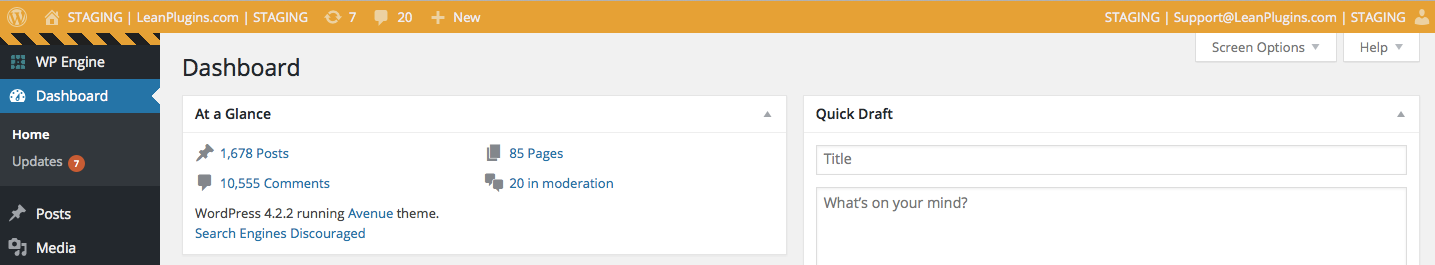 STAGING | LeanPlugins.com | STAGING 7 20 New STAGING | Support@LeanPlugins.com | STAGING
Screen Options Help
WP Engine
Dashboard
Home
Updates 7
Posts
Media
Dashboard
At a Glance
1,678 Posts 85 Pages
10,555 Comments 20 in moderation
WordPress 4.2.2 running Avenue theme.
Search Engines Discouraged
Quick Draft
Title
What's on your mind?